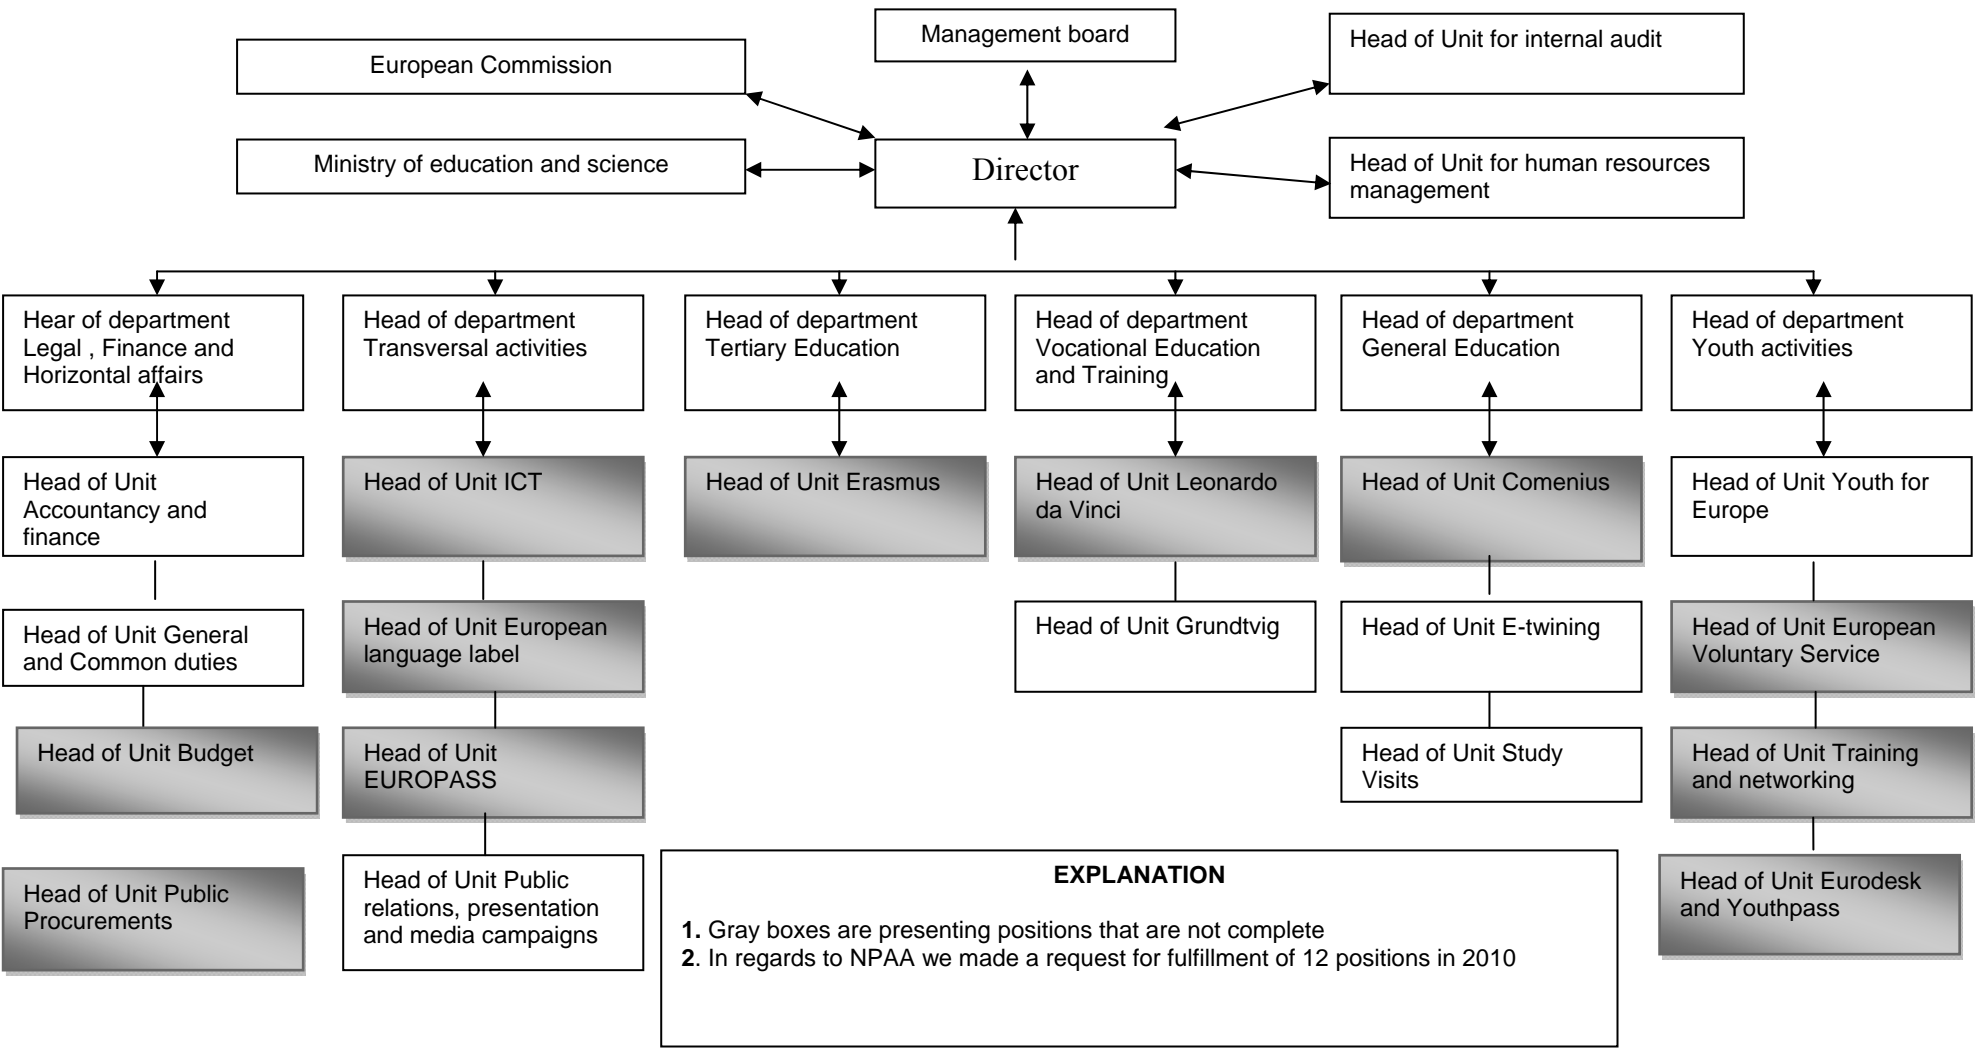 Management board
Head of Unit for internal audit
European Commission
Ministry of education and science
Director
Head of Unit for human resources
management
Hear of department
Legal , Finance and
Horizontal affairs
Head of department
Transversal activities
Head of department
Tertiary Education
Head of department
Vocational Education
and Training
Head of department
General Education
Head of department
Youth activities
Head of Unit
Accountancy and
finance
Head of Unit ICT
Head of Unit Erasmus
Head of Unit Leonardo
da Vinci
Head of Unit Comenius
Head of Unit Youth for
Europe
Head of Unit General
and Common duties
Head of Unit European
language label
Head of Unit Grundtvig
Head of Unit E-twining
Head of Unit European
Voluntary Service
Head of Unit Budget
Head of Unit
EUROPASS
Head of Unit Study
Visits
Head of Unit Training
and networking
Head of Unit Public
Procurements
Head of Unit Public
relations, presentation
and media campaigns
EXPLANATION
1. Gray boxes are presenting positions that are not complete
2. In regards to NPAA we made a request for fulfillment of 12 positions in 2010
Head of Unit Eurodesk
and Youthpass